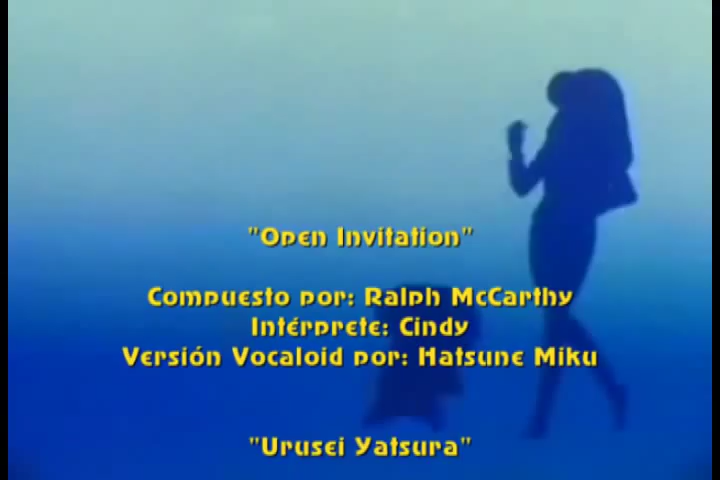 "Open Invitation"
Compuesto por: Ralph McCarthy
Intérprete: Cindy
Versión Vocaloid por: Hatsune Miku
"Urusei Yatsura"